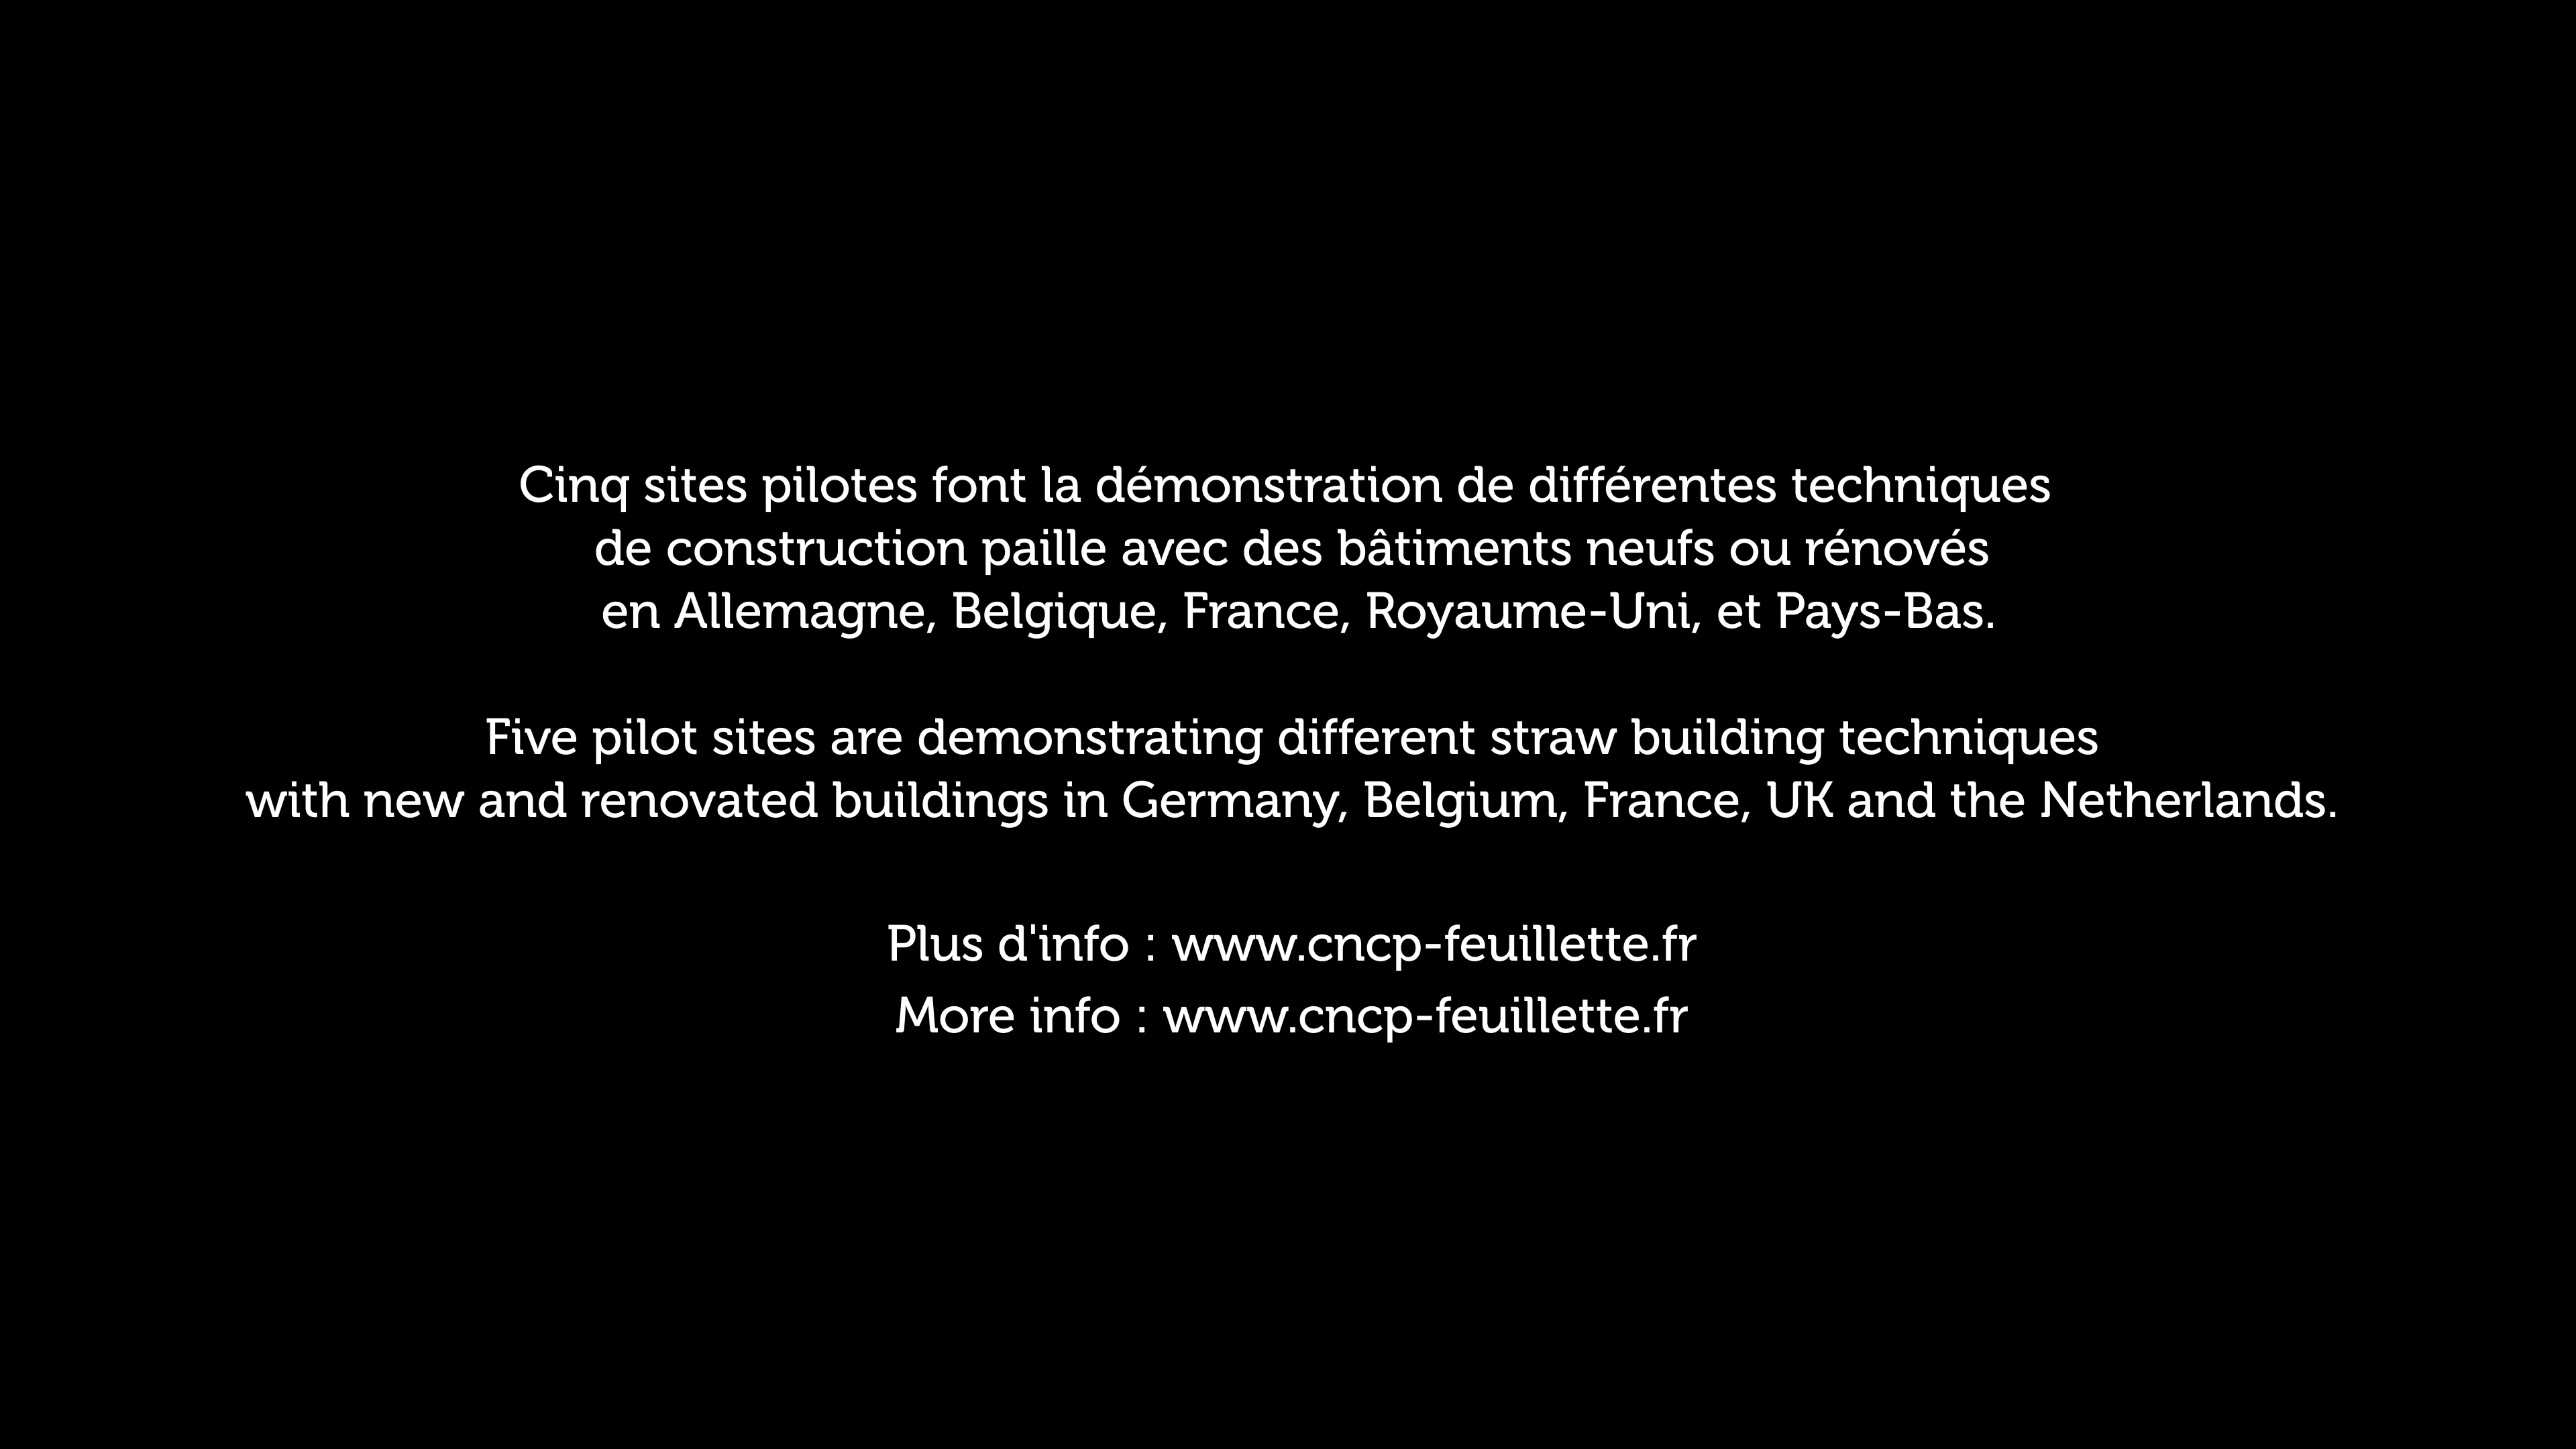 Cinq sites pilotes font la démonstration de différentes techniques
de construction paille avec des bâtiments neufs ou rénovés
en Allemagne, Belgique, France, Royaume-Uni, et Pays-Bas.
Five pilot sites are demonstrating different straw building techniques
with new and renovated buildings in Germany, Belgium, France, UK and the Netherlands.
Plus d'info : www.cncp-feuillette.fr
More info : www.cncp-feuillette.fr